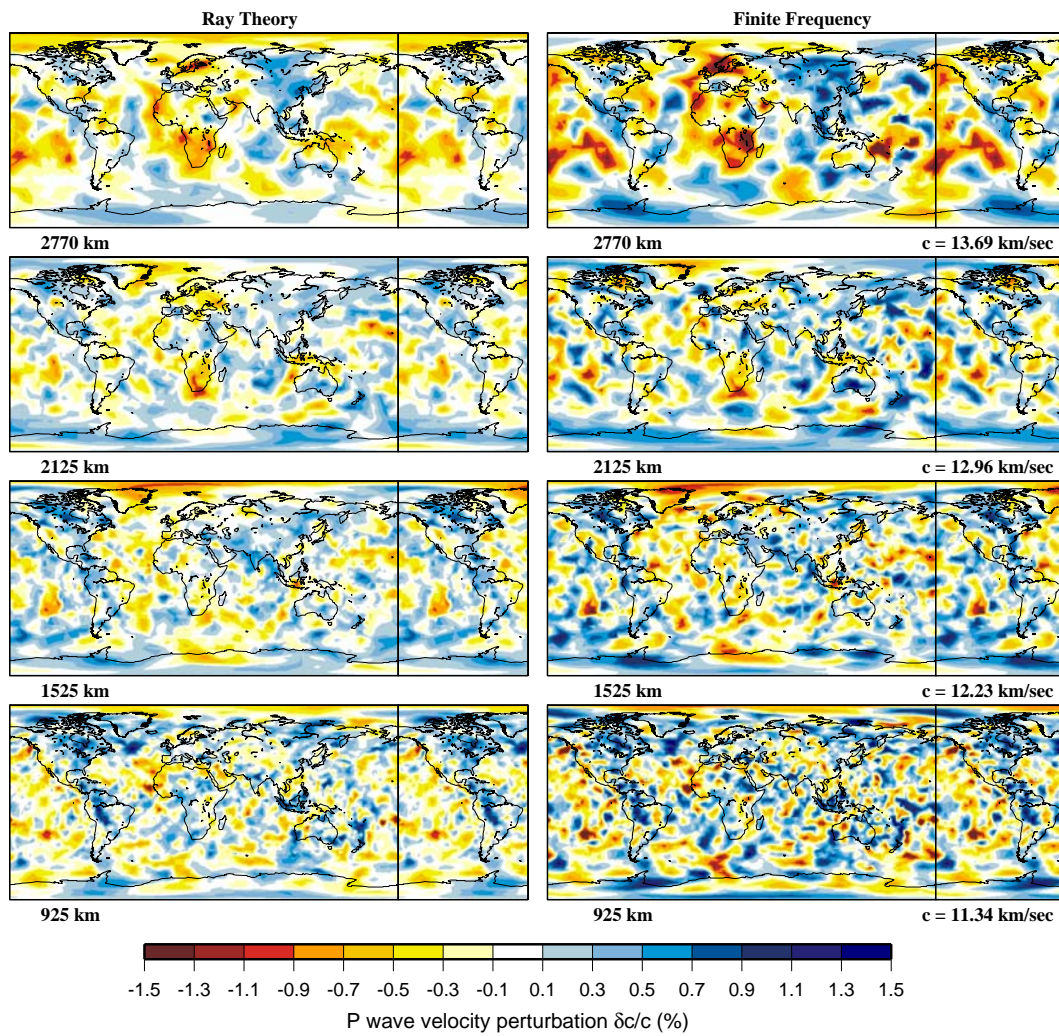 Ray Theory Finite Frequency
2770 km 2770 km c = 13.69 km/sec
2125 km 2125 km c = 12.96 km/sec
1525 km 1525 km c = 12.23 km/sec
925 km 925 km c = 11.34 km/sec
-1.5 -1.3 -1.1 -0.9 -0.7 -0.5 -0.3 -0.1 0.1 0.3 0.5 0.7 0.9 1.1 1.3 1.5
P wave velocity perturbation δc/c (%)